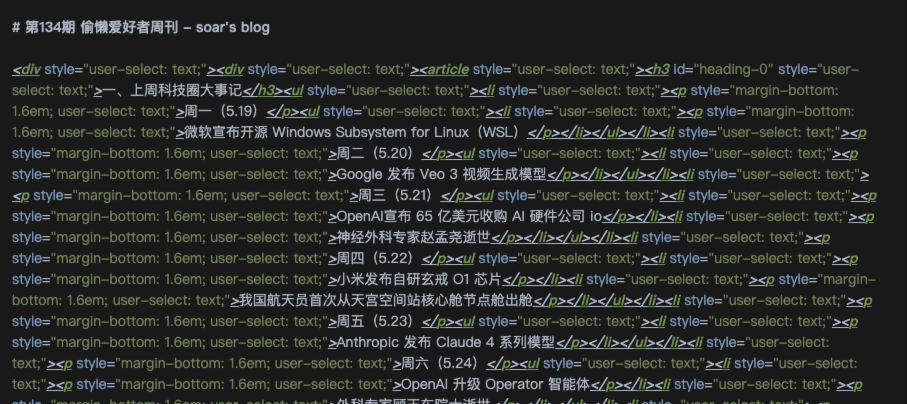 # 第134期 偷懒爱好者周刊 - soar's blog
<div style="user-select: text;"><div style="user-select: text;"><article style="user-select: text;"><h3 id="heading-0" style="user-
select: text;">一、上周科技圈大事记</h3><ul style="user-select: text;"><li style="user-select: text;"><p style="margin-bottom:
1.6em; user-select: text;">周一（5.19）</p><ul style="user-select: text;"><li style="user-select: text;"><p style="margin-bottom:
1.6em; user-select: text;">微软宣布开源 Windows Subsystem for Linux（WSL）</p></li></ul></li><li style="user-select: text;"><p
style="margin-bottom: 1.6em; user-select: text;">周二（5.20）</p><ul style="user-select: text;"><li style="user-select: text;"><p
style="margin-bottom: 1.6em; user-select: text;">Google 发布 Veo 3 视频生成模型</p></li></ul></li><li style="user-select: text;">
<p style="margin-bottom: 1.6em; user-select: text;">周三（5.21）</p><ul style="user-select: text;"><li style="user-select: text;"><p
style="margin-bottom: 1.6em; user-select: text;">OpenAI宣布 65 亿美元收购 AI 硬件公司 io</p></li><li style="user-select: text;"><p
style="margin-bottom: 1.6em; user-select: text;">神经外科专家赵孟尧逝世</p></li></ul></li><li style="user-select: text;"><p
style="margin-bottom: 1.6em; user-select: text;">周四（5.22）</p><ul style="user-select: text;"><li style="user-select: text;"><p
style="margin-bottom: 1.6em; user-select: text;">小米发布自研玄戒 O1 芯片</p></li><li style="user-select: text;"><p style="margin-
bottom: 1.6em; user-select: text;">我国航天员首次从天宫空间站核心舱节点舱出舱</p></li></ul></li><li style="user-select: text;"><p
style="margin-bottom: 1.6em; user-select: text;">周五（5.23）</p><ul style="user-select: text;"><li style="user-select: text;"><p
style="margin-bottom: 1.6em; user-select: text;">Anthropic 发布 Claude 4 系列模型</p></li></ul></li><li style="user-select:
text;"><p style="margin-bottom: 1.6em; user-select: text;">周六（5.24）</p><ul style="user-select: text;"><li style="user-select:
text;"><p style="margin-bottom: 1.6em; user-select: text;">OpenAI 升级 Operator 智能体</p></li><li style="user-select: text;"><p